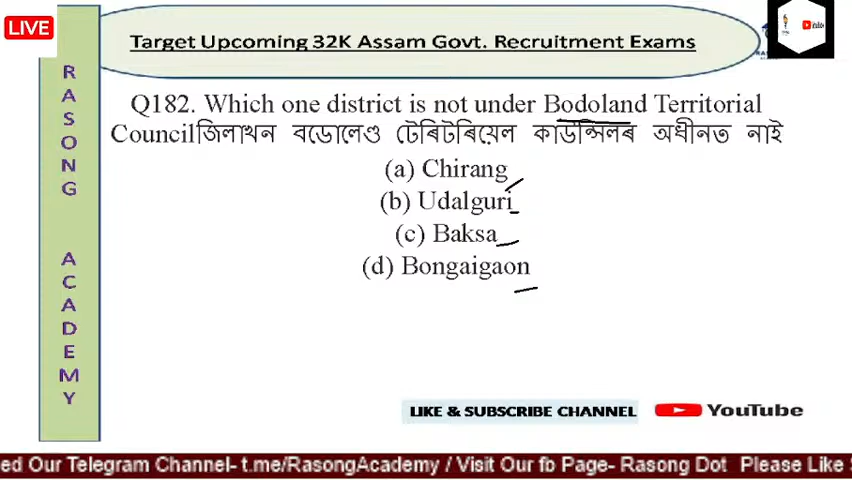 LIVE
Target Upcoming 32K Assam Govt. Recruitment Exams
RASONG ACADEMY
Q182. Which one district is not under Bodoland Territorial
Councilজিলাখন বডোলেণ্ড টেৰিটৰিয়েল কাউন্সিলৰ অধীনত নাই
(a) Chirang
(b) Udalguri
(c) Baksa
(d) Bongaigaon
LIKE & SUBSCRIBE CHANNEL YouTube
ed Our Telegram Channel- t.me/RasongAcademy / Visit Our fb Page- Rasong Dot Please Like